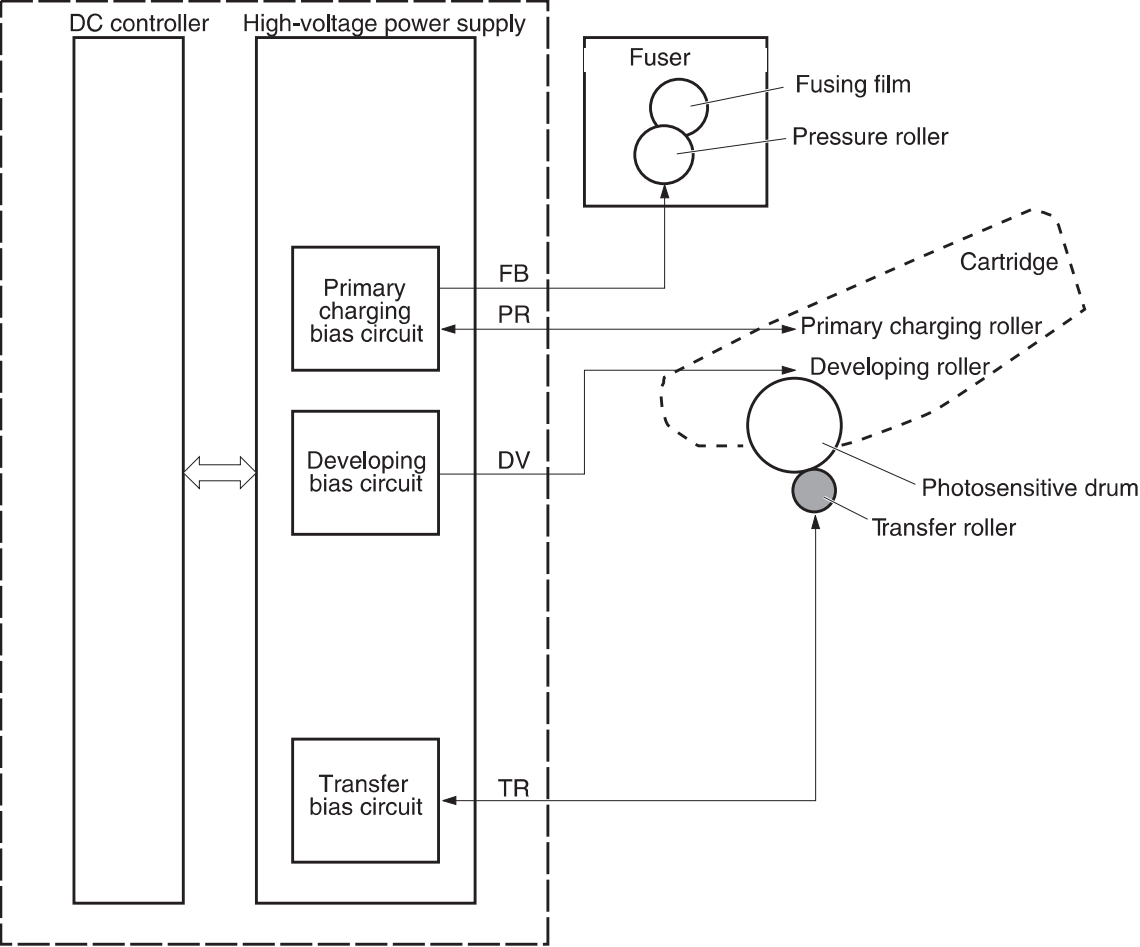 DC controller
High-voltage power supply
Fuser
Fusing film
Pressure roller
Cartridge
Primary
charging
bias circuit
FB
PR
Primary charging roller
Developing roller
Developing
bias circuit
DV
Photosensitive drum
Transfer roller
Transfer
bias circuit
TR